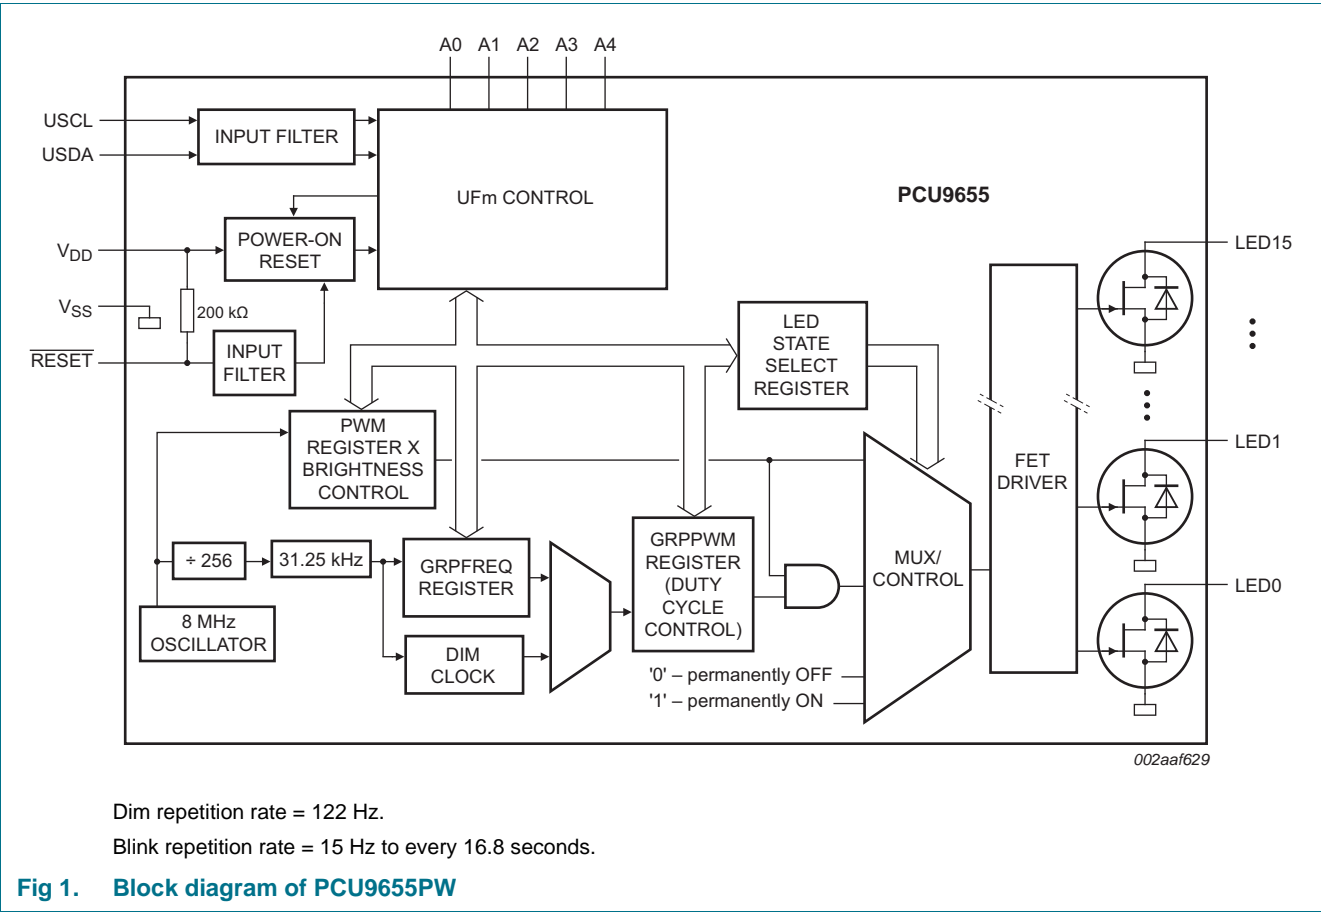 A0 A1 A2 A3 A4
USCL
USDA
INPUT FILTER
UFm CONTROL
PCU9655
VDD
POWER-ON
RESET
VSS
200 kΩ
RESET
INPUT
FILTER
LED
STATE
SELECT
REGISTER
LED15
PWM
REGISTER X
BRIGHTNESS
CONTROL
FET
DRIVER
LED1
÷ 256
31.25 kHz
GRPFREQ
REGISTER
GRPPWM
REGISTER
(DUTY
CYCLE
CONTROL)
MUX/
CONTROL
LED0
8 MHz
OSCILLATOR
DIM
CLOCK
'0' – permanently OFF
'1' – permanently ON
002aaf629
Dim repetition rate = 122 Hz.
Blink repetition rate = 15 Hz to every 16.8 seconds.
Fig 1. Block diagram of PCU9655PW